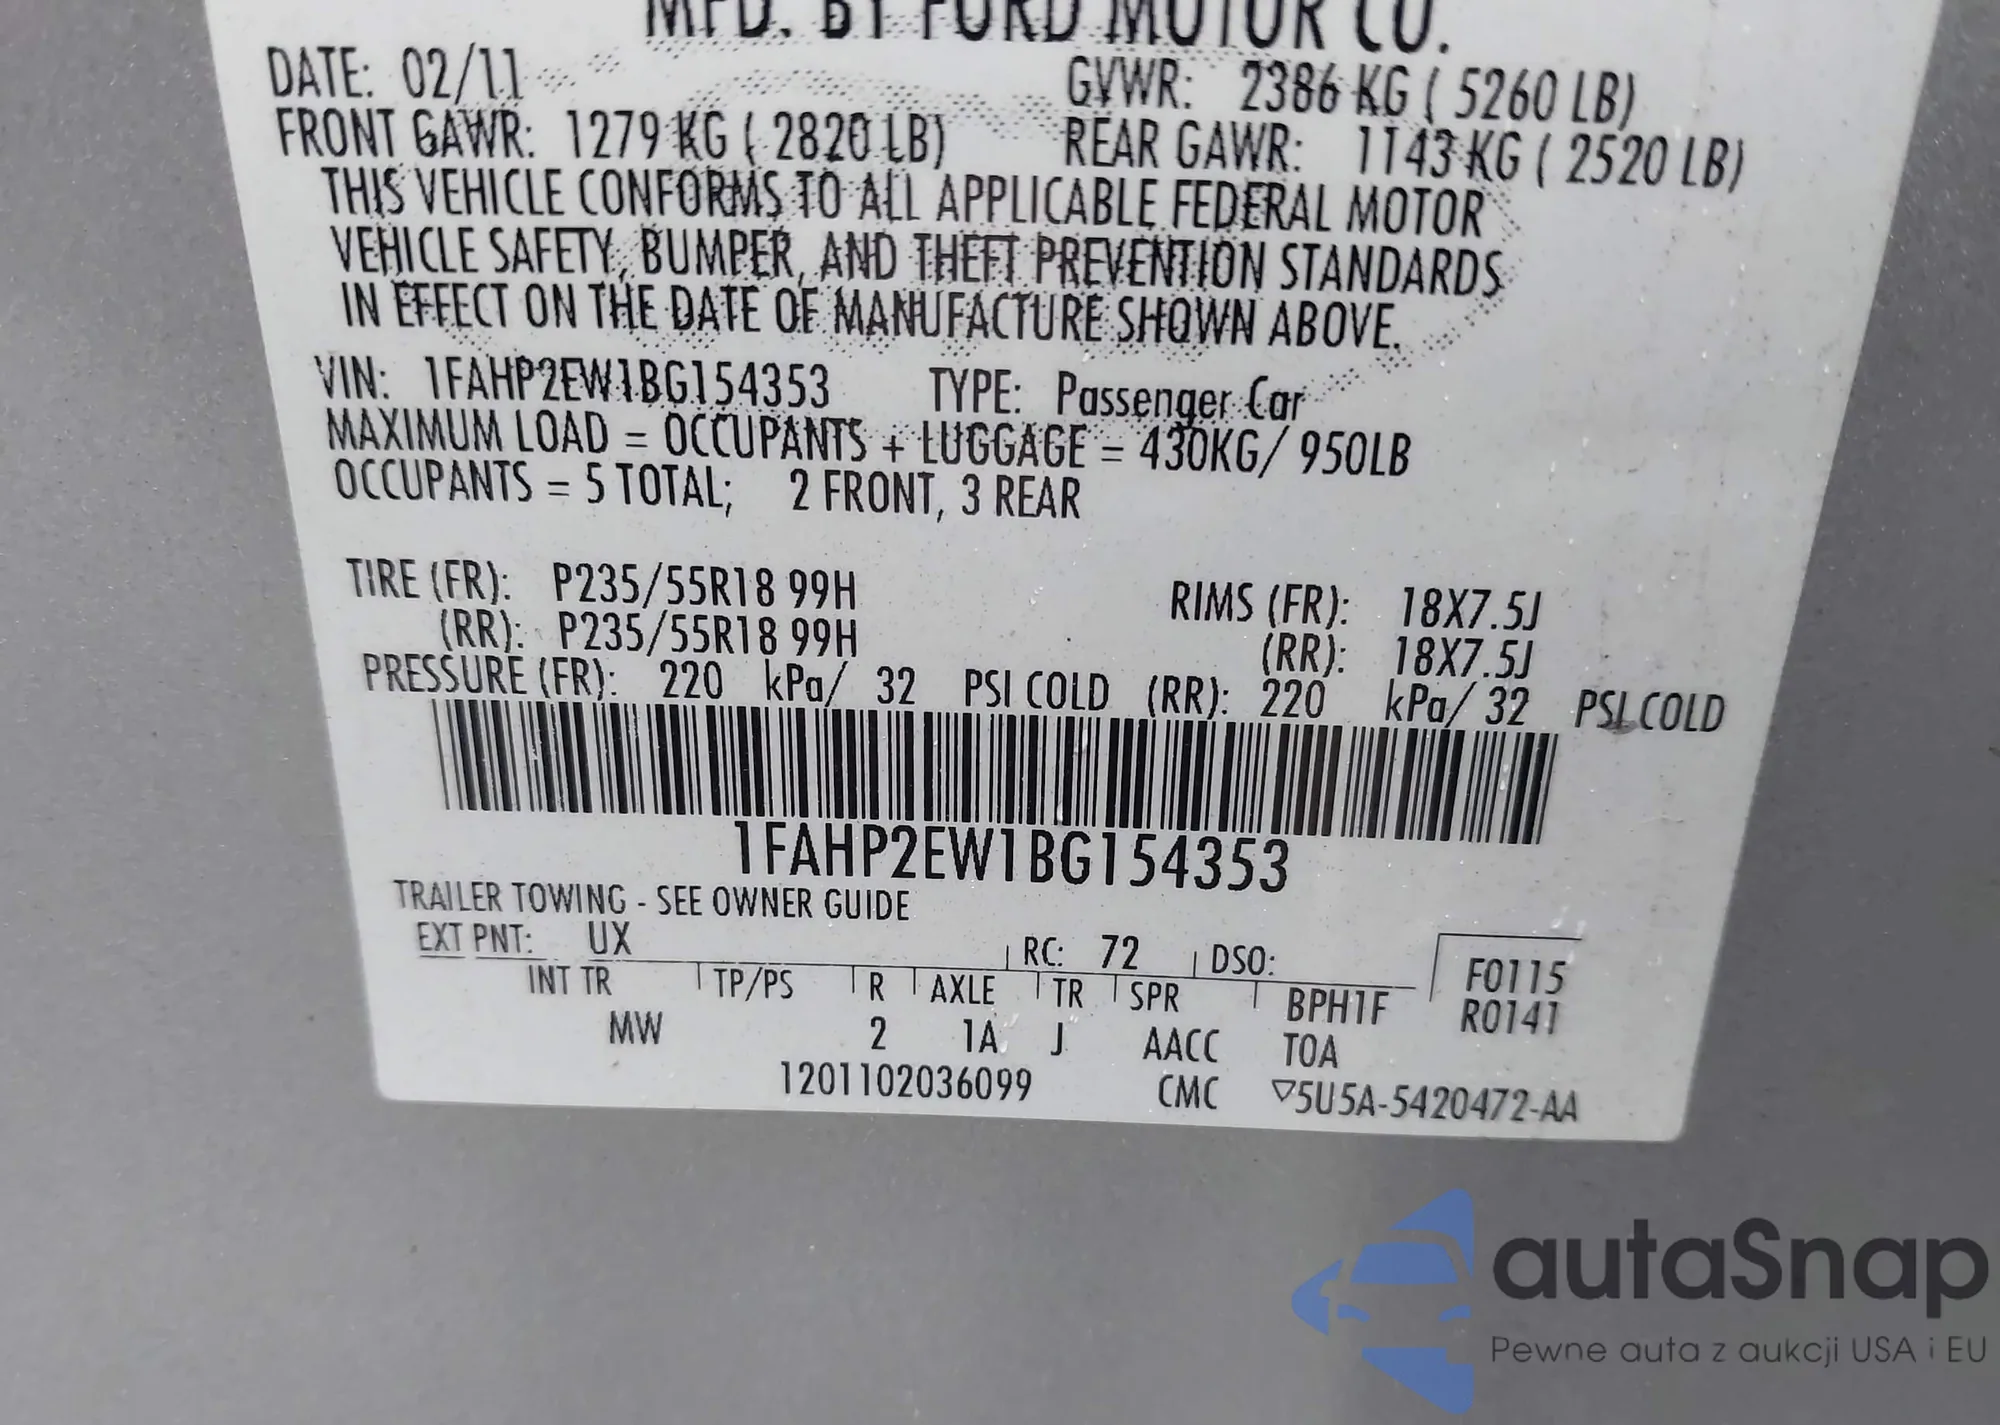 MFD. BY FORD MOTOR CO.
DATE: 02/11 GVWR: 2386 KG ( 5260 LB)
FRONT GAWR: 1279 KG ( 2820 LB) REAR GAWR: 1143 KG ( 2520 LB)
THIS VEHICLE CONFORMS TO ALL APPLICABLE FEDERAL MOTOR
VEHICLE SAFETY, BUMPER, AND THEFT PREVENTION STANDARDS
IN EFFECT ON THE DATE OF MANUFACTURE SHOWN ABOVE.
VIN: 1FAHP2EW1BG154353 TYPE: Passenger Car
MAXIMUM LOAD = OCCUPANTS + LUGGAGE = 430KG/ 950LB
OCCUPANTS = 5 TOTAL; 2 FRONT, 3 REAR
TIRE (FR): P235/55R18 99H RIMS (FR): 18X7.5J
(RR): P235/55R18 99H (RR): 18X7.5J
PRESSURE (FR): 220 kPa/ 32 PSI COLD (RR): 220 kPa/ 32 PSI COLD
1FAHP2EW1BG154353
TRAILER TOWING - SEE OWNER GUIDE
EXT PNT: UX RC: 72 DSO: F0115
INT TR TP/PS R AXLE TR SPR BPH1F R0141
MW 2 1A J AACC TOA
1201102036099 CMC ▽5U5A-5420472-AA
autaSnap
Pewne auta z aukcji USA i EU